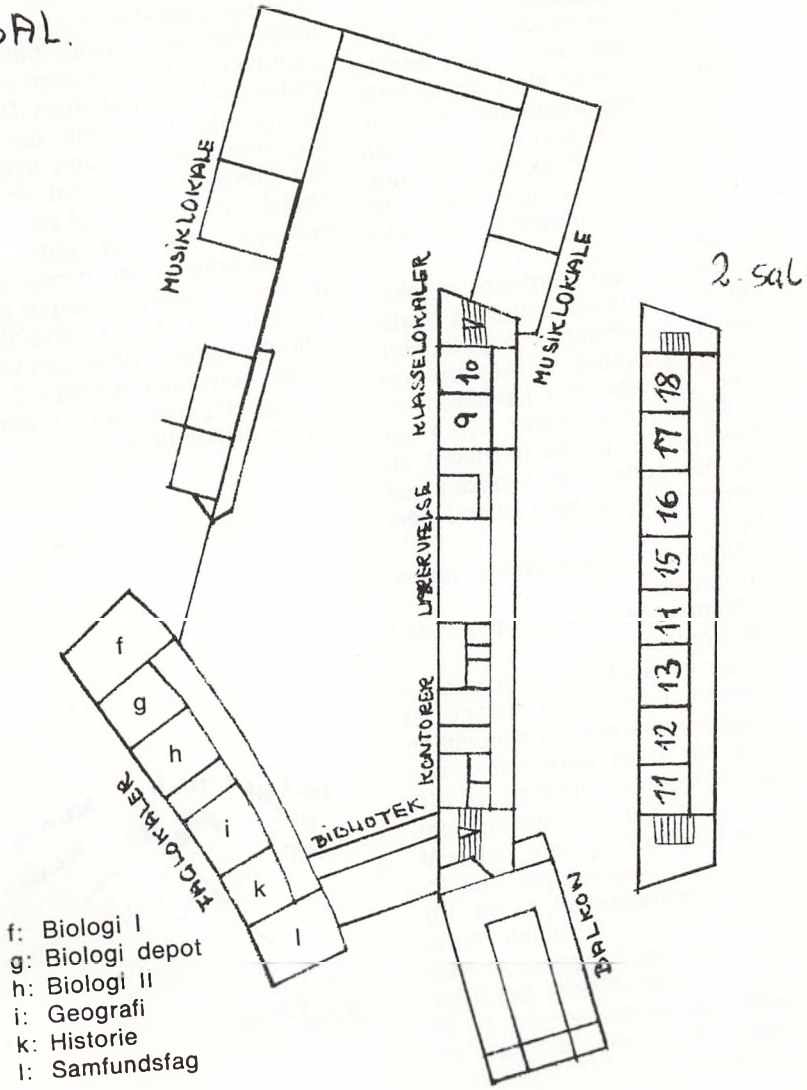 SAL.
MUSIKLOKALE
MUSIKLOKALE
2. sal.
KLASSELOKALER
10
9
LÆRERVÆRELSE
KONTORER
18
17
16
15
14
13
12
11
f
g
h
i
k
l
FAGLOKALER
BIBLIOTEK
BALKON
f: Biologi I
g: Biologi depot
h: Biologi II
i: Geografi
k: Historie
l: Samfundsfag